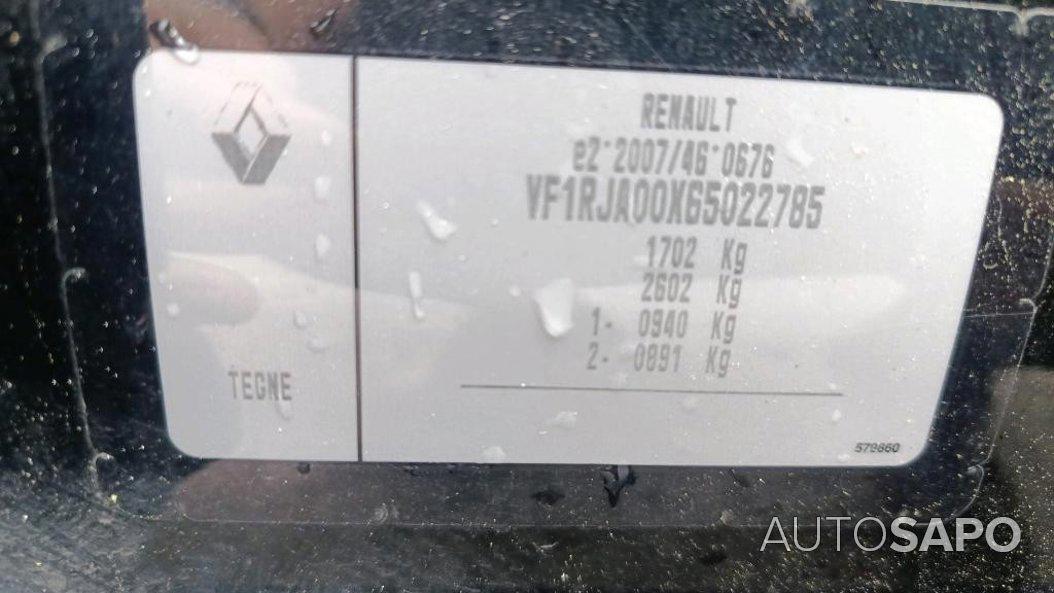 RENAULT
e2*2007/46*0676
VF1RJA00X65022785
1702 Kg
2602 Kg
1- 0940 Kg
2- 0891 Kg
TEGNE
579860
AUTOSAPO